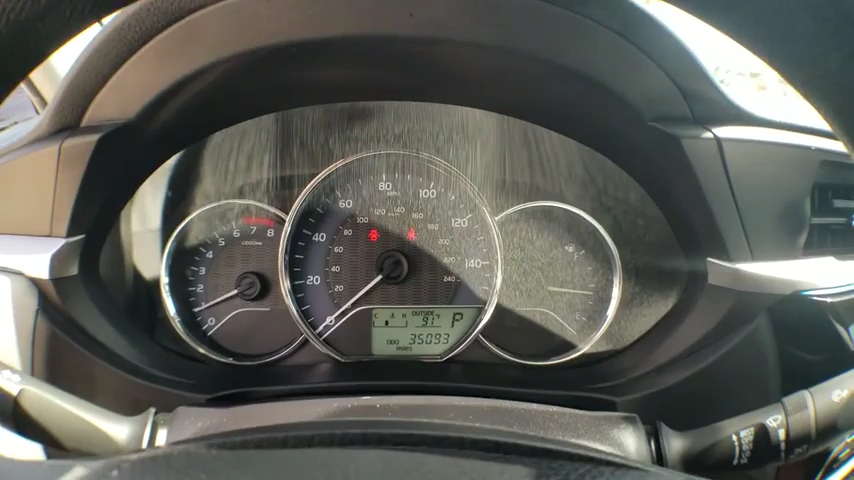 0 1 2 3 4 5 6 7 8
x1000r/min
0 20 40 60 80 100 120 140
MPH
20 40 60 80 100 120 140 160 180 200 220 240
E
C H OUTSIDE
91°F P
ODO 35093
miles